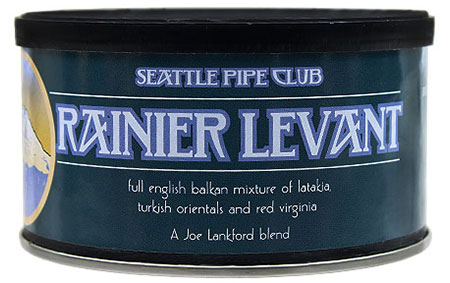 SEATTLE PIPE CLUB
RAINIER LEVANT
full english balkan mixture of latakia,
turkish orientals and red virginia
A Joe Lankford blend